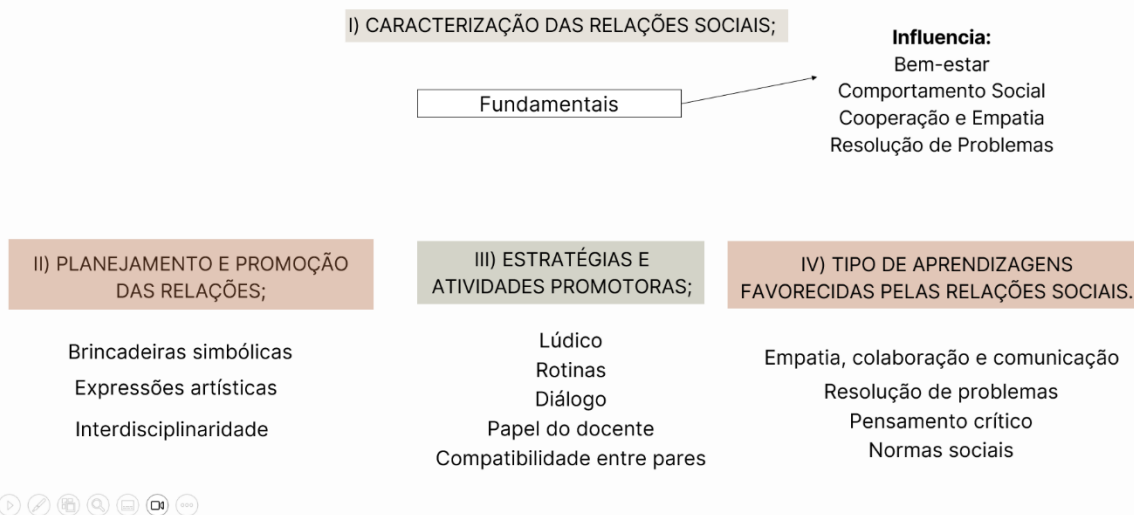 I) CARACTERIZAÇÃO DAS RELAÇÕES SOCIAIS;
Fundamentais
Influencia:
Bem-estar
Comportamento Social
Cooperação e Empatia
Resolução de Problemas
II) PLANEJAMENTO E PROMOÇÃO
DAS RELAÇÕES;
Brincadeiras simbólicas
Expressões artísticas
Interdisciplinaridade
III) ESTRATÉGIAS E
ATIVIDADES PROMOTORAS;
Lúdico
Rotinas
Diálogo
Papel do docente
Compatibilidade entre pares
IV) TIPO DE APRENDIZAGENS
FAVORECIDAS PELAS RELAÇÕES SOCIAIS.
Empatia, colaboração e comunicação
Resolução de problemas
Pensamento crítico
Normas sociais